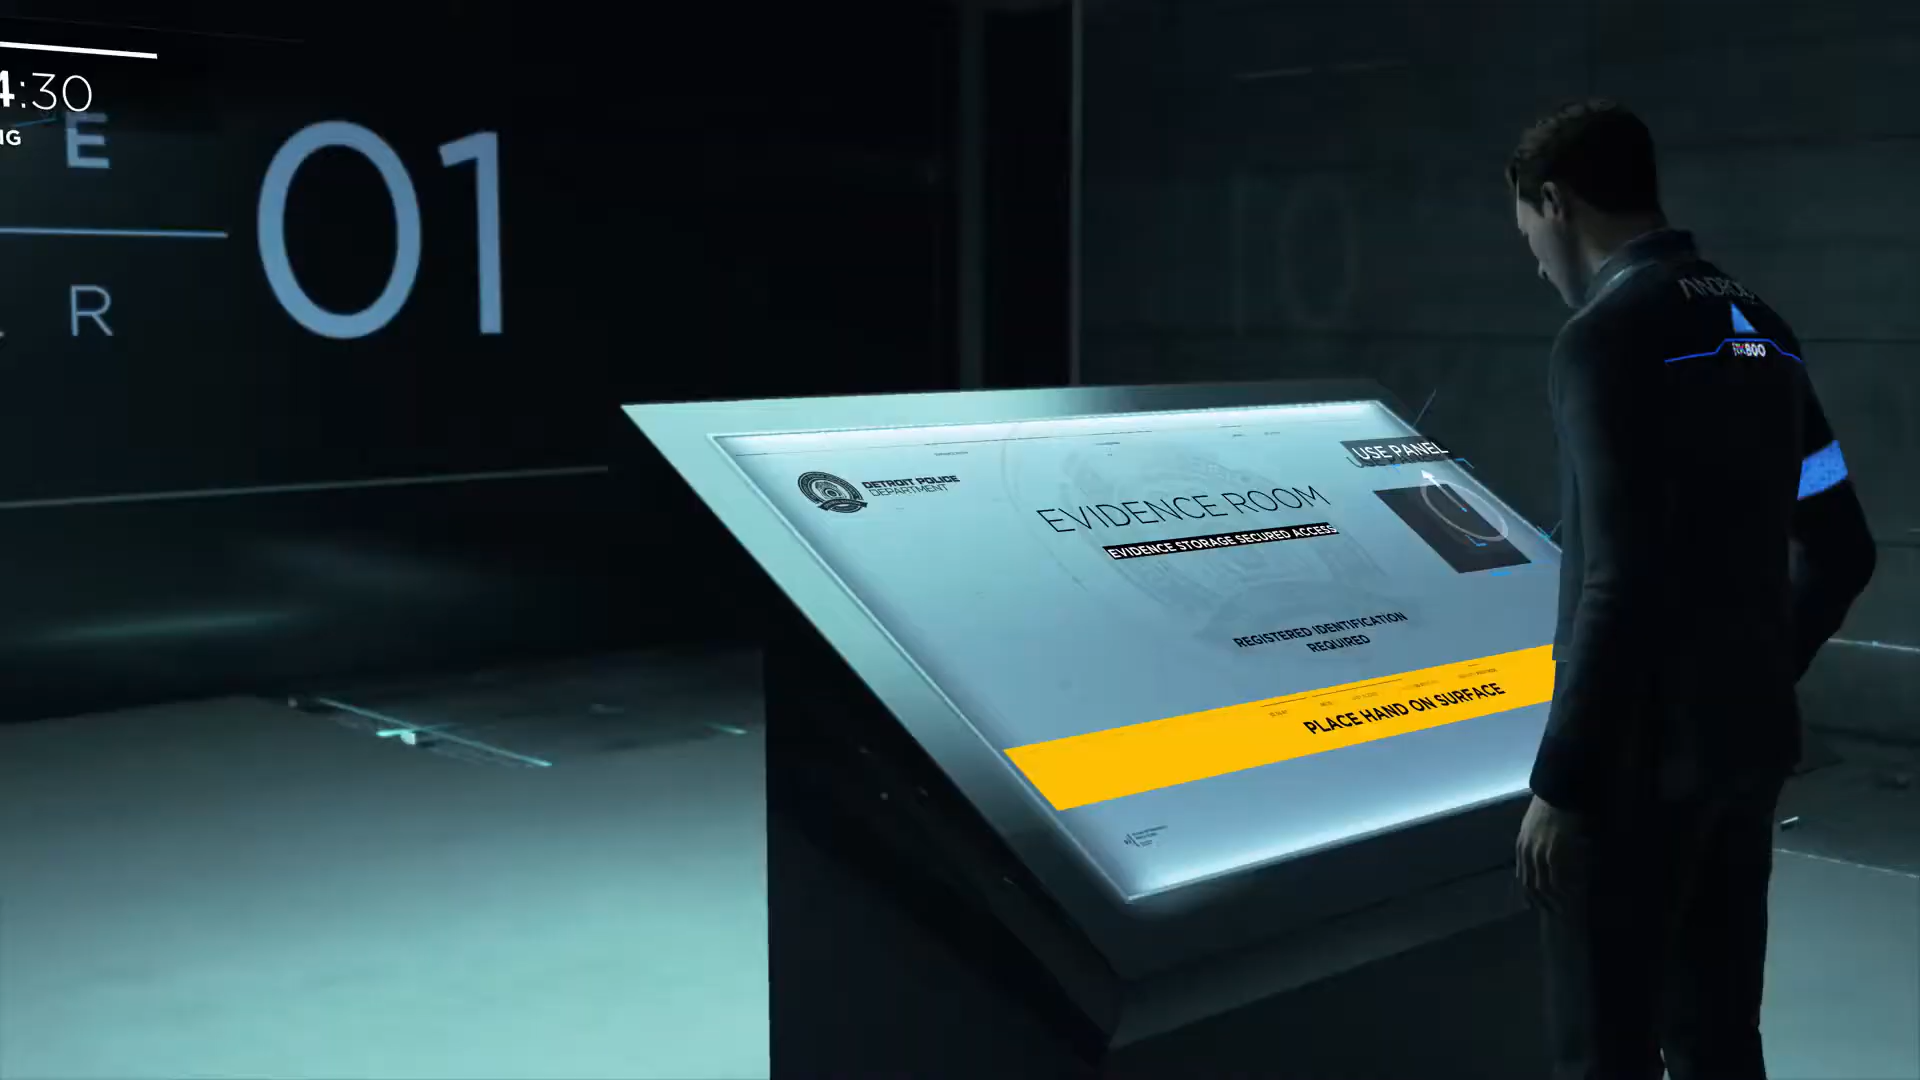 4:30
NG
E
01
R
ANDROID
RK800
DETROIT POLICE
DEPARTMENT
USE PANEL
EVIDENCE ROOM
EVIDENCE STORAGE SECURED ACCESS
REGISTERED IDENTIFICATION
REQUIRED
PLACE HAND ON SURFACE